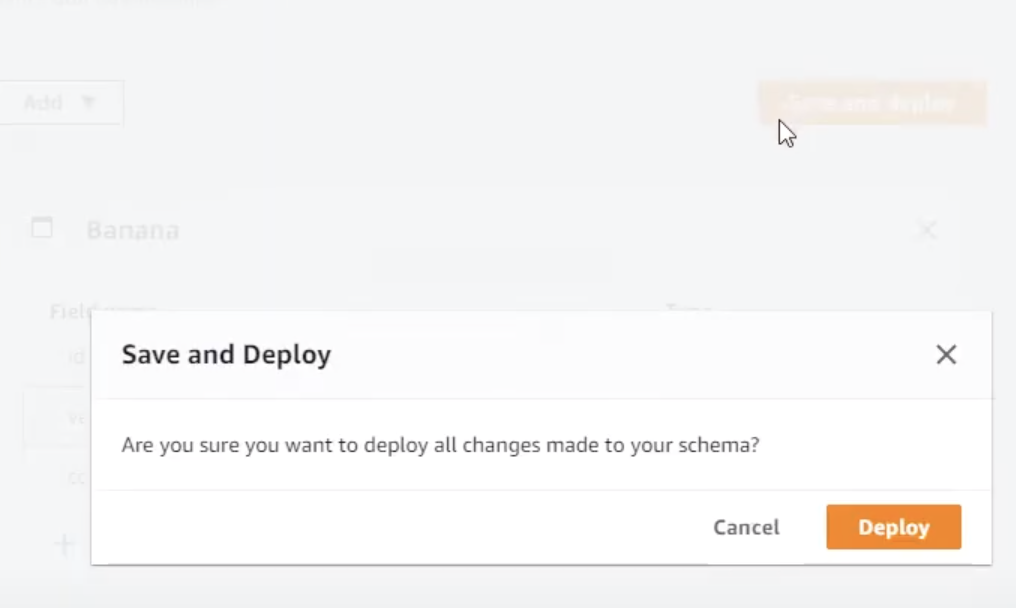 Add
Save and deploy
Banana
Field name
Type
id
Save and Deploy
Are you sure you want to deploy all changes made to your schema?
Cancel
Deploy